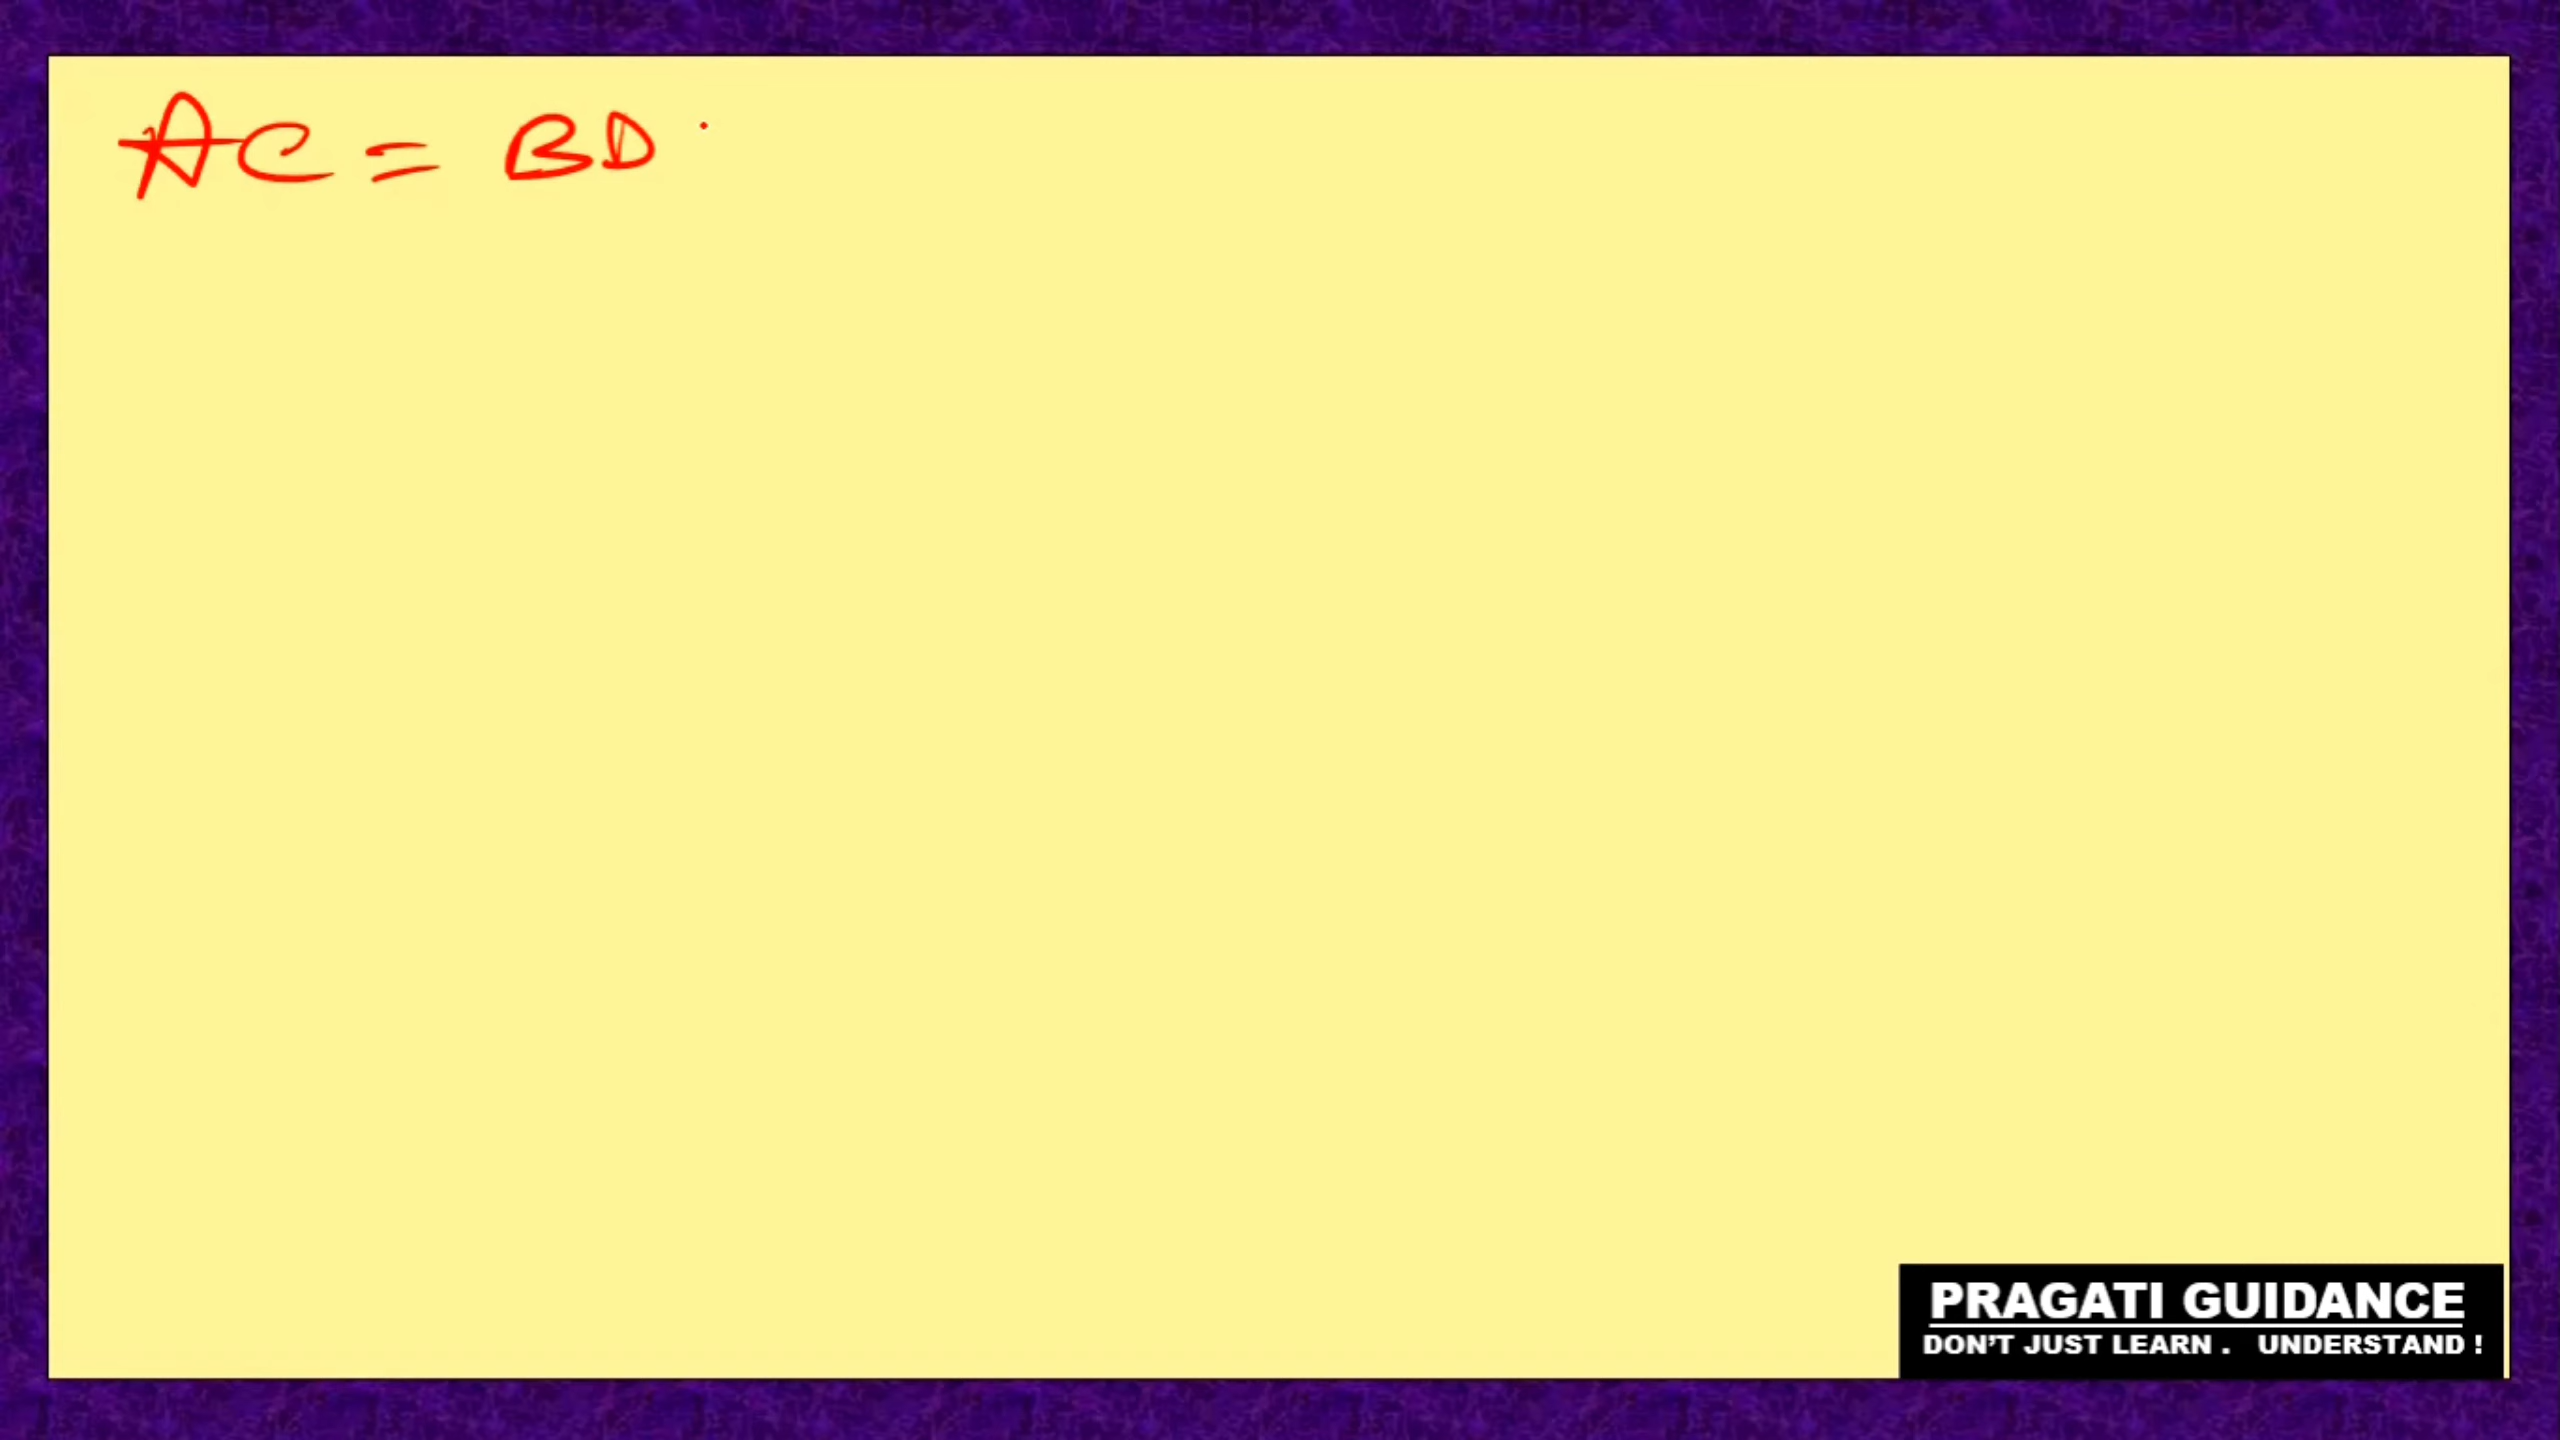 AC = BD
PRAGATI GUIDANCE
DON'T JUST LEARN . UNDERSTAND !